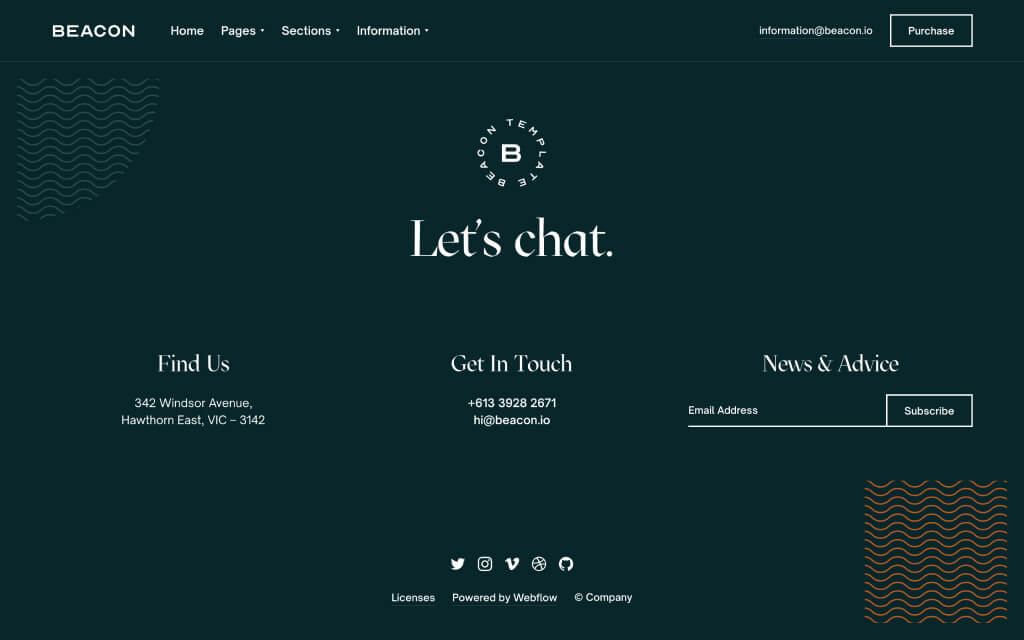 BEACON
Home Pages Sections Information
information@beacon.io
Purchase
BEACON TEMPLATE
B
Let’s chat.
Find Us
342 Windsor Avenue,
Hawthorn East, VIC – 3142
Get In Touch
+613 3928 2671
hi@beacon.io
News & Advice
Email Address
Subscribe
Licenses Powered by Webflow © Company